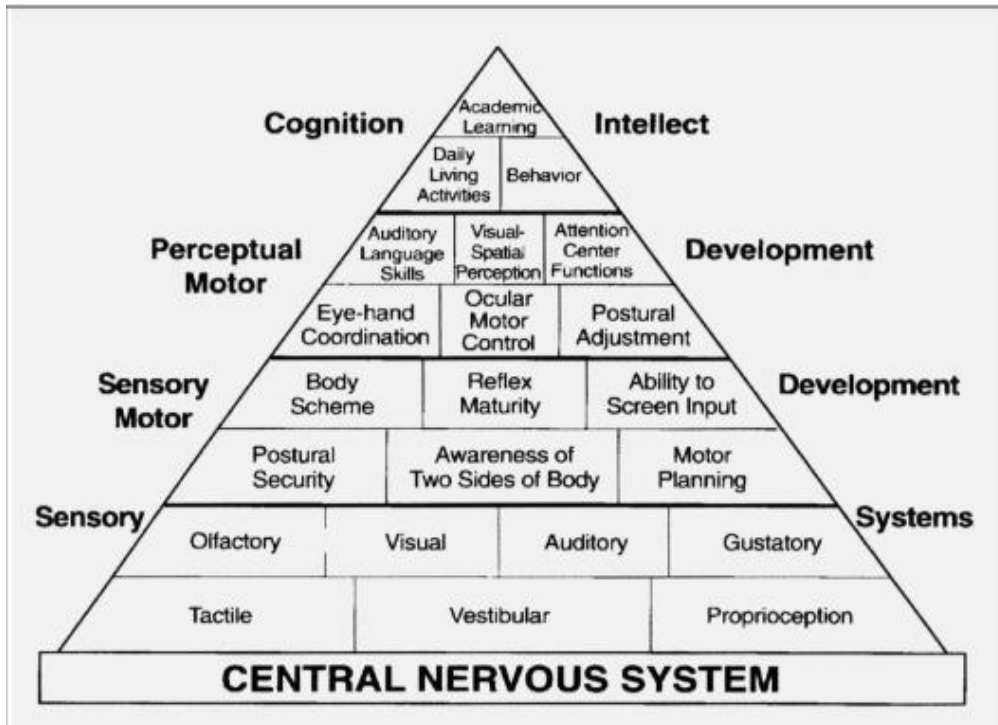 Academic
Learning
Cognition
Intellect
Daily
Living
Activities
Behavior
Auditory
Language
Skills
Visual-
Spatial
Perception
Attention
Center
Functions
Perceptual
Motor
Development
Eye-hand
Coordination
Ocular
Motor
Control
Postural
Adjustment
Sensory
Motor
Development
Body
Scheme
Reflex
Maturity
Ability to
Screen Input
Postural
Security
Awareness of
Two Sides of Body
Motor
Planning
Sensory
Systems
Olfactory
Visual
Auditory
Gustatory
Tactile
Vestibular
Proprioception
CENTRAL NERVOUS SYSTEM